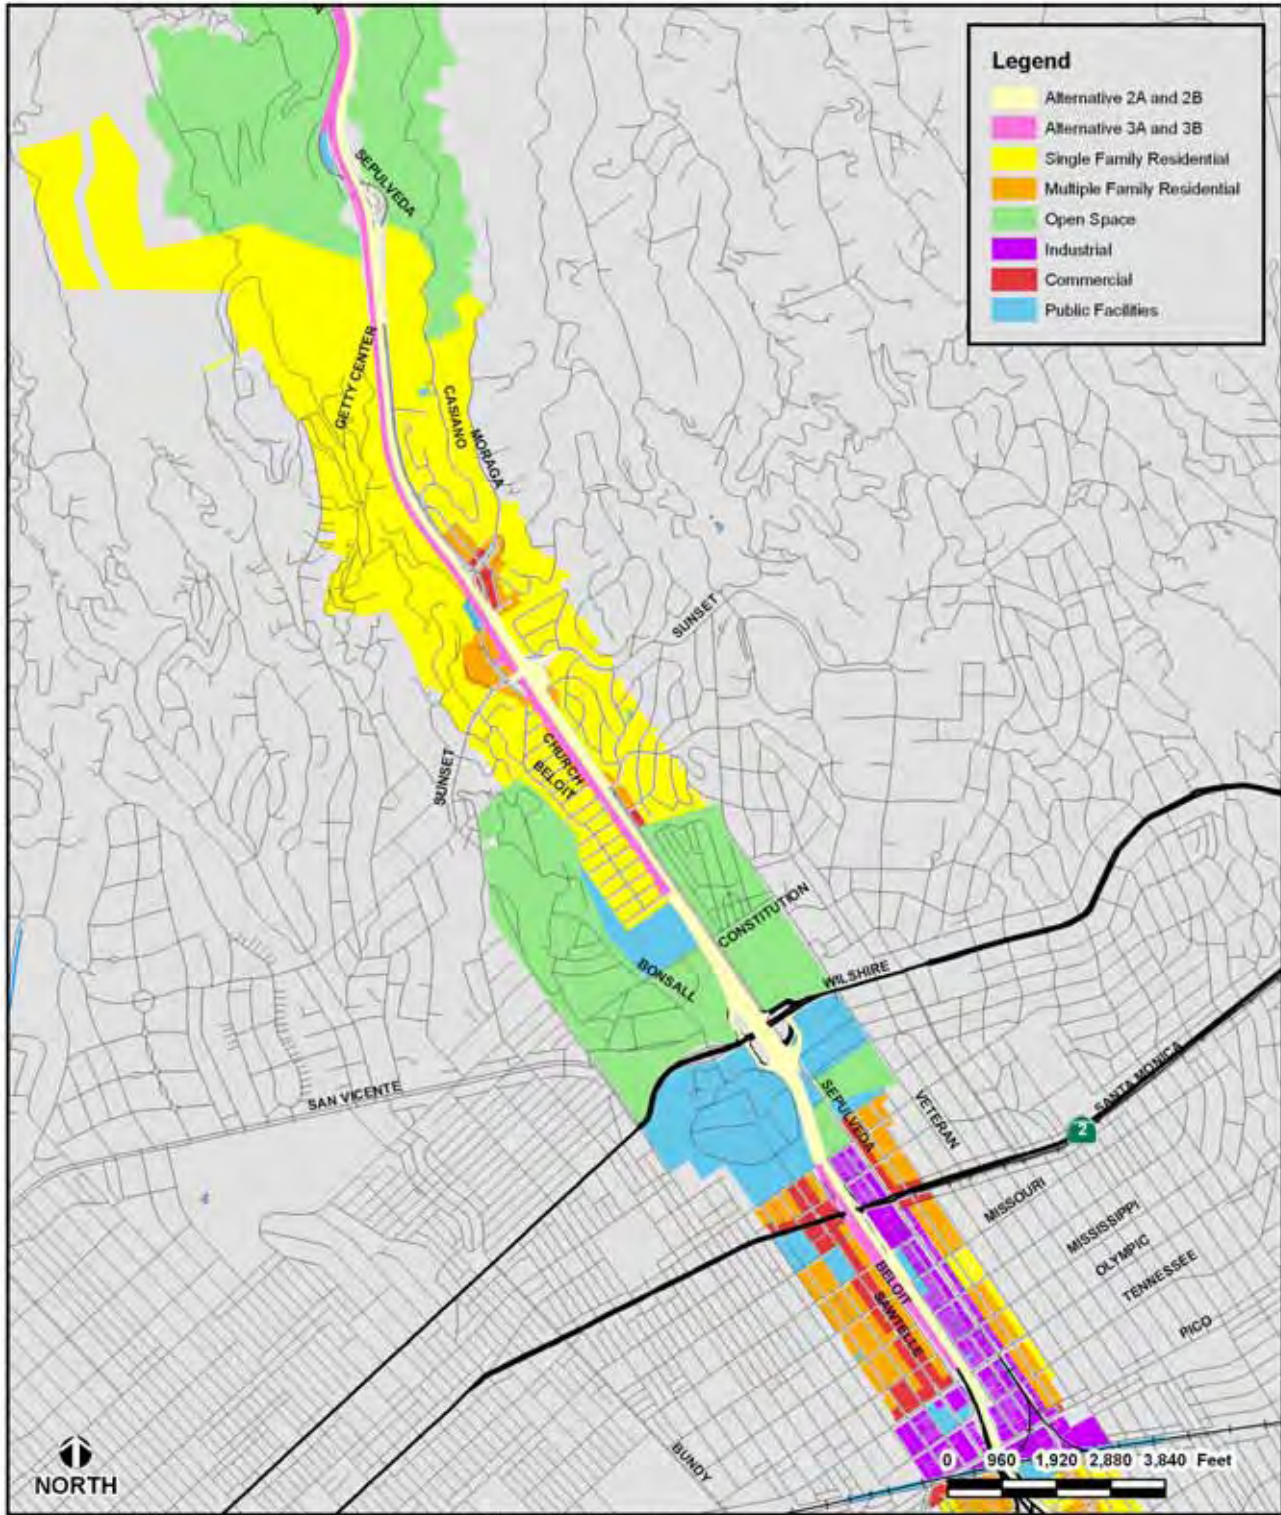 Legend
Alternative 2A and 2B
Alternative 3A and 3B
Single Family Residential
Multiple Family Residential
Open Space
Industrial
Commercial
Public Facilities
SEPULVEDA
GETTY CENTER
CASIANO
MORAGA
SUNSET
CHURCH
BELOIT
SUNSET
CONSTITUTION
BONSALL
WILSHIRE
SAN VICENTE
SEPULVEDA
VETERAN
SANTA MONICA
2
MISSOURI
MISSISSIPPI
OLYMPIC
TENNESSEE
PICO
BELOIT
SAWTELLE
BUNDY
NORTH
0 960 1,920 2,880 3,840 Feet